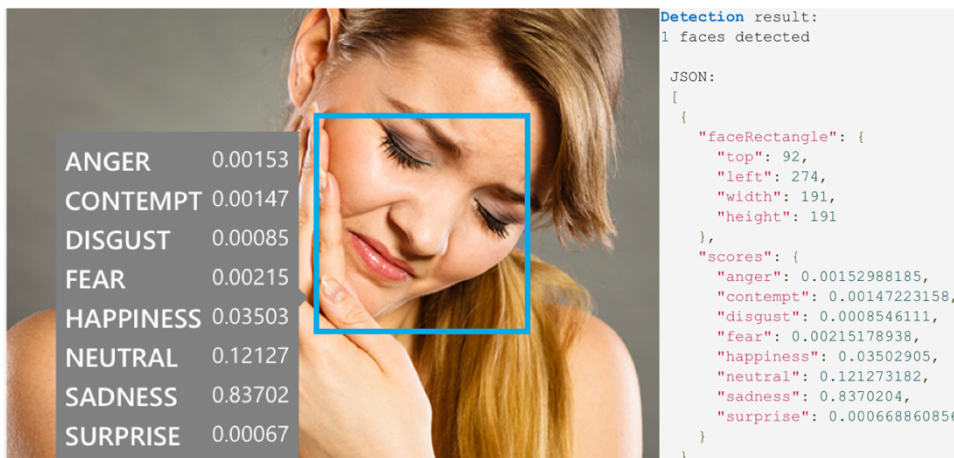 ANGER 0.00153
CONTEMPT 0.00147
DISGUST 0.00085
FEAR 0.00215
HAPPINESS 0.03503
NEUTRAL 0.12127
SADNESS 0.83702
SURPRISE 0.00067
Detection result:
1 faces detected
JSON:
[
{
"faceRectangle": {
"top": 92,
"left": 274,
"width": 191,
"height": 191
},
"scores": {
"anger": 0.00152988185,
"contempt": 0.00147223158,
"disgust": 0.0008546111,
"fear": 0.00215178938,
"happiness": 0.03502905,
"neutral": 0.121273182,
"sadness": 0.8370204,
"surprise": 0.000668860856
}
}